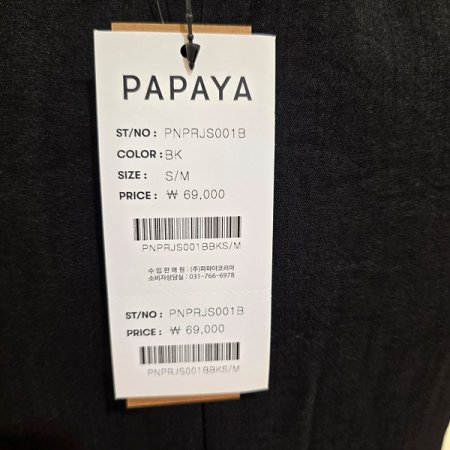 PAPAYA
ST/NO : PNPRJS001B
COLOR : BK
SIZE : S/M
PRICE : ₩ 69,000
PNPRJS001BBKS/M
수 입 판 매 원 : (주)파파야코리아
소비자상담실 : 031-766-6978
ST/NO : PNPRJS001B
PRICE : ₩ 69,000
PNPRJS001BBKS/M